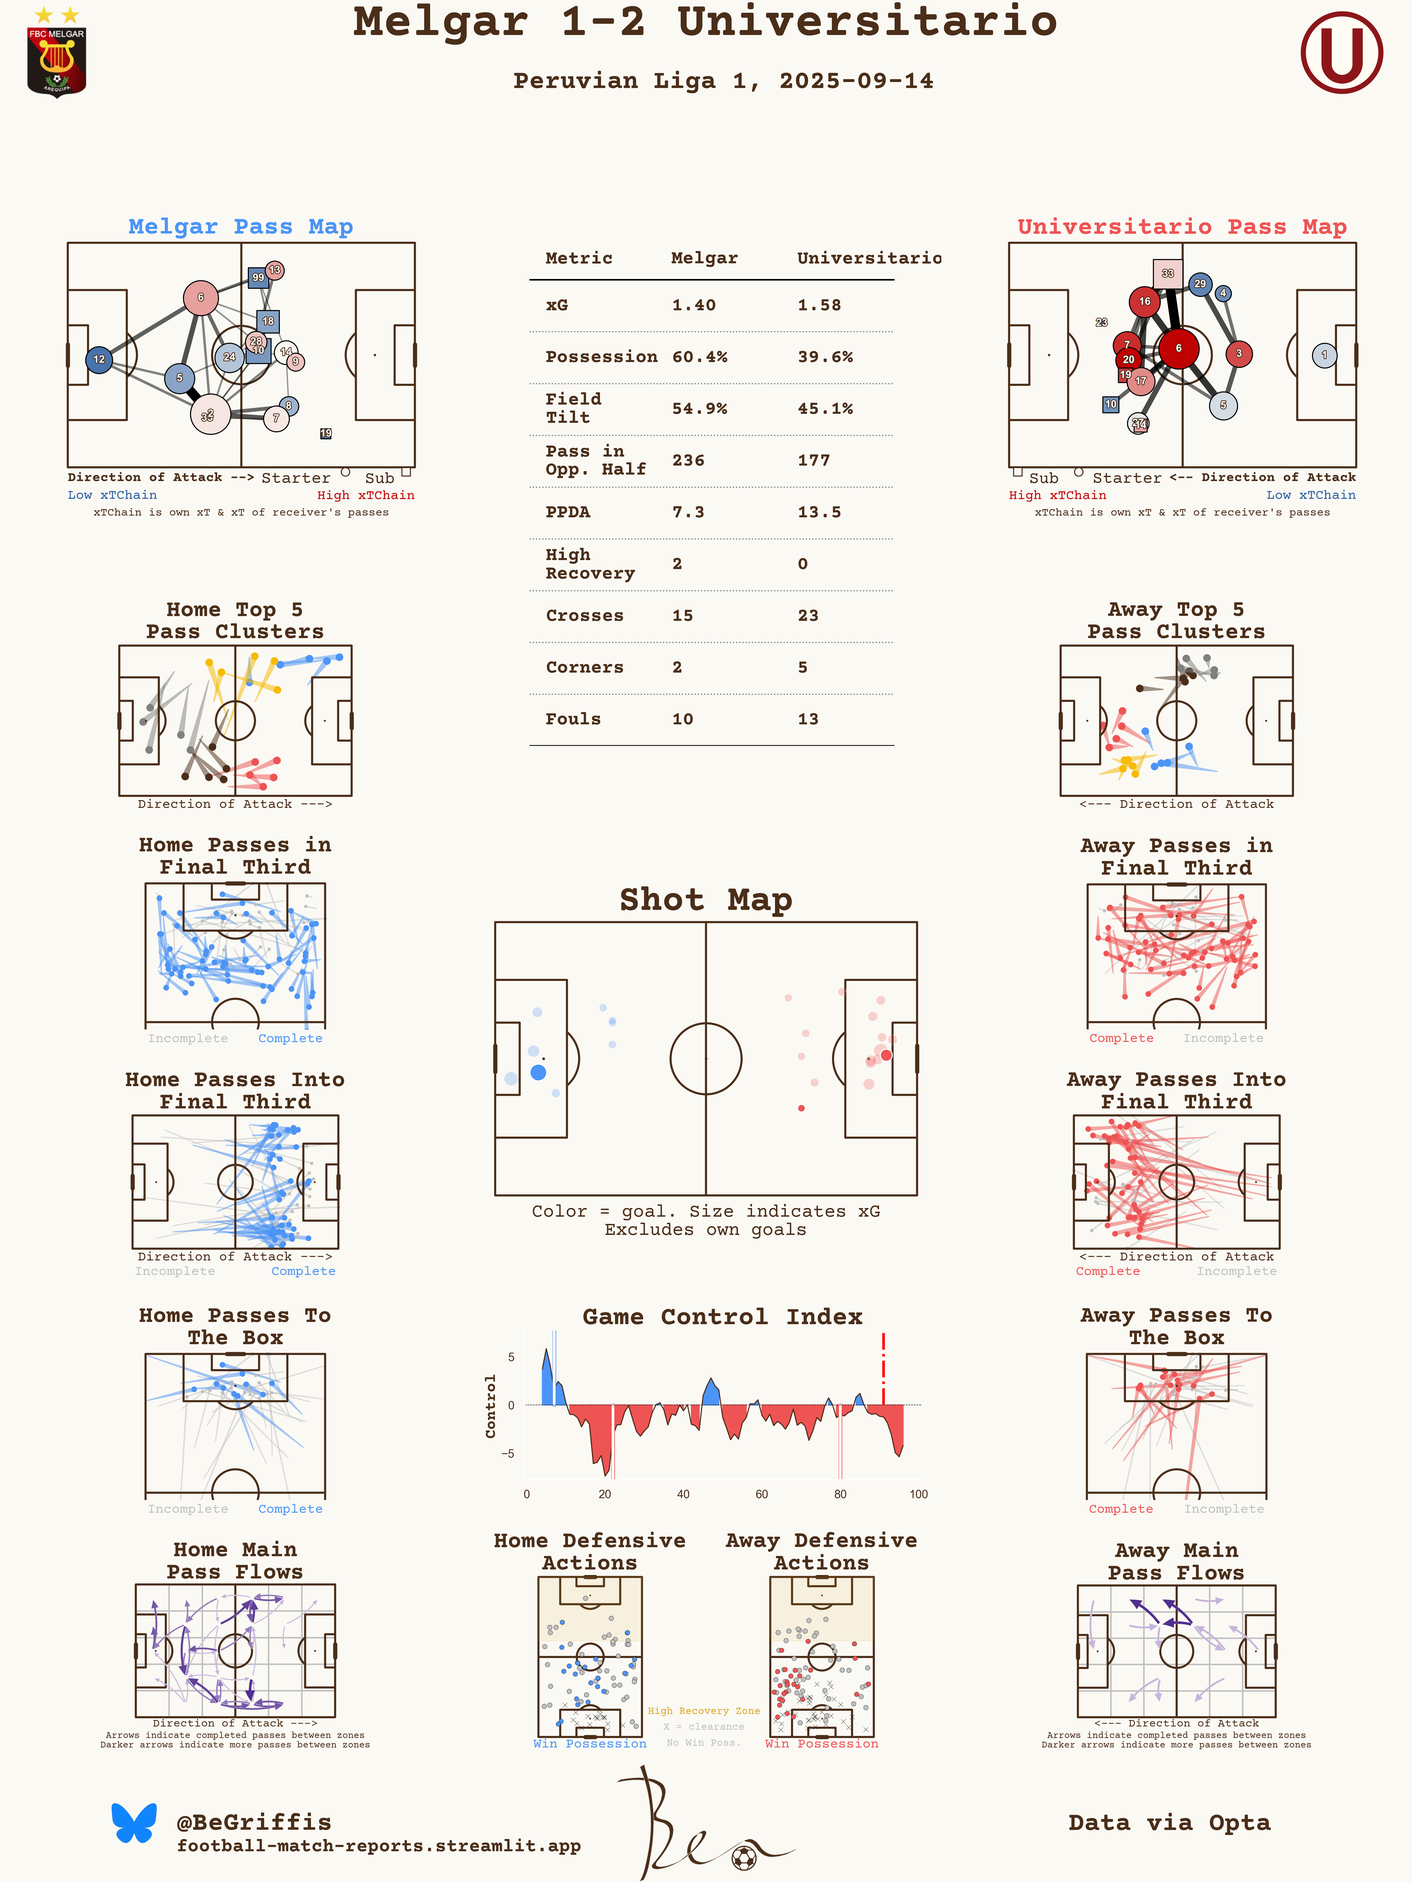 Melgar 1-2 Universitario
Peruvian Liga 1, 2025-09-14
FBC MELGAR
AREQUIPA
U
Melgar Pass Map
12
6
5
24
99
13
18
28
10
14
9
8
7
19
Direction of Attack --> Starter Sub
Low xTChain High xTChain
xTChain is own xT & xT of receiver's passes
Metric Melgar Universitario
xG 1.40 1.58
Possession 60.4% 39.6%
Field
Tilt 54.9% 45.1%
Pass in
Opp. Half 236 177
PPDA 7.3 13.5
High
Recovery 2 0
Crosses 15 23
Corners 2 5
Fouls 10 13
Universitario Pass Map
33
16
29
4
23
7
20
6
3
1
19
17
10
5
14
Sub Starter <-- Direction of Attack
High xTChain Low xTChain
xTChain is own xT & xT of receiver's passes
Home Top 5
Pass Clusters
Direction of Attack --->
Away Top 5
Pass Clusters
<--- Direction of Attack
Home Passes in
Final Third
Incomplete Complete
Away Passes in
Final Third
Complete Incomplete
Shot Map
Color = goal. Size indicates xG
Excludes own goals
Home Passes Into
Final Third
Direction of Attack --->
Incomplete Complete
Away Passes Into
Final Third
<--- Direction of Attack
Complete Incomplete
Home Passes To
The Box
Incomplete Complete
Game Control Index
Control
5
0
−5
0 20 40 60 80 100
Away Passes To
The Box
Complete Incomplete
Home Main
Pass Flows
Direction of Attack --->
Arrows indicate completed passes between zones
Darker arrows indicate more passes between zones
Home Defensive
Actions
Win Possession
High Recovery Zone
X = clearance
No Win Poss.
Away Defensive
Actions
Win Possession
Away Main
Pass Flows
<--- Direction of Attack
Arrows indicate completed passes between zones
Darker arrows indicate more passes between zones
@BeGriffis
football-match-reports.streamlit.app
Ben
Data via Opta